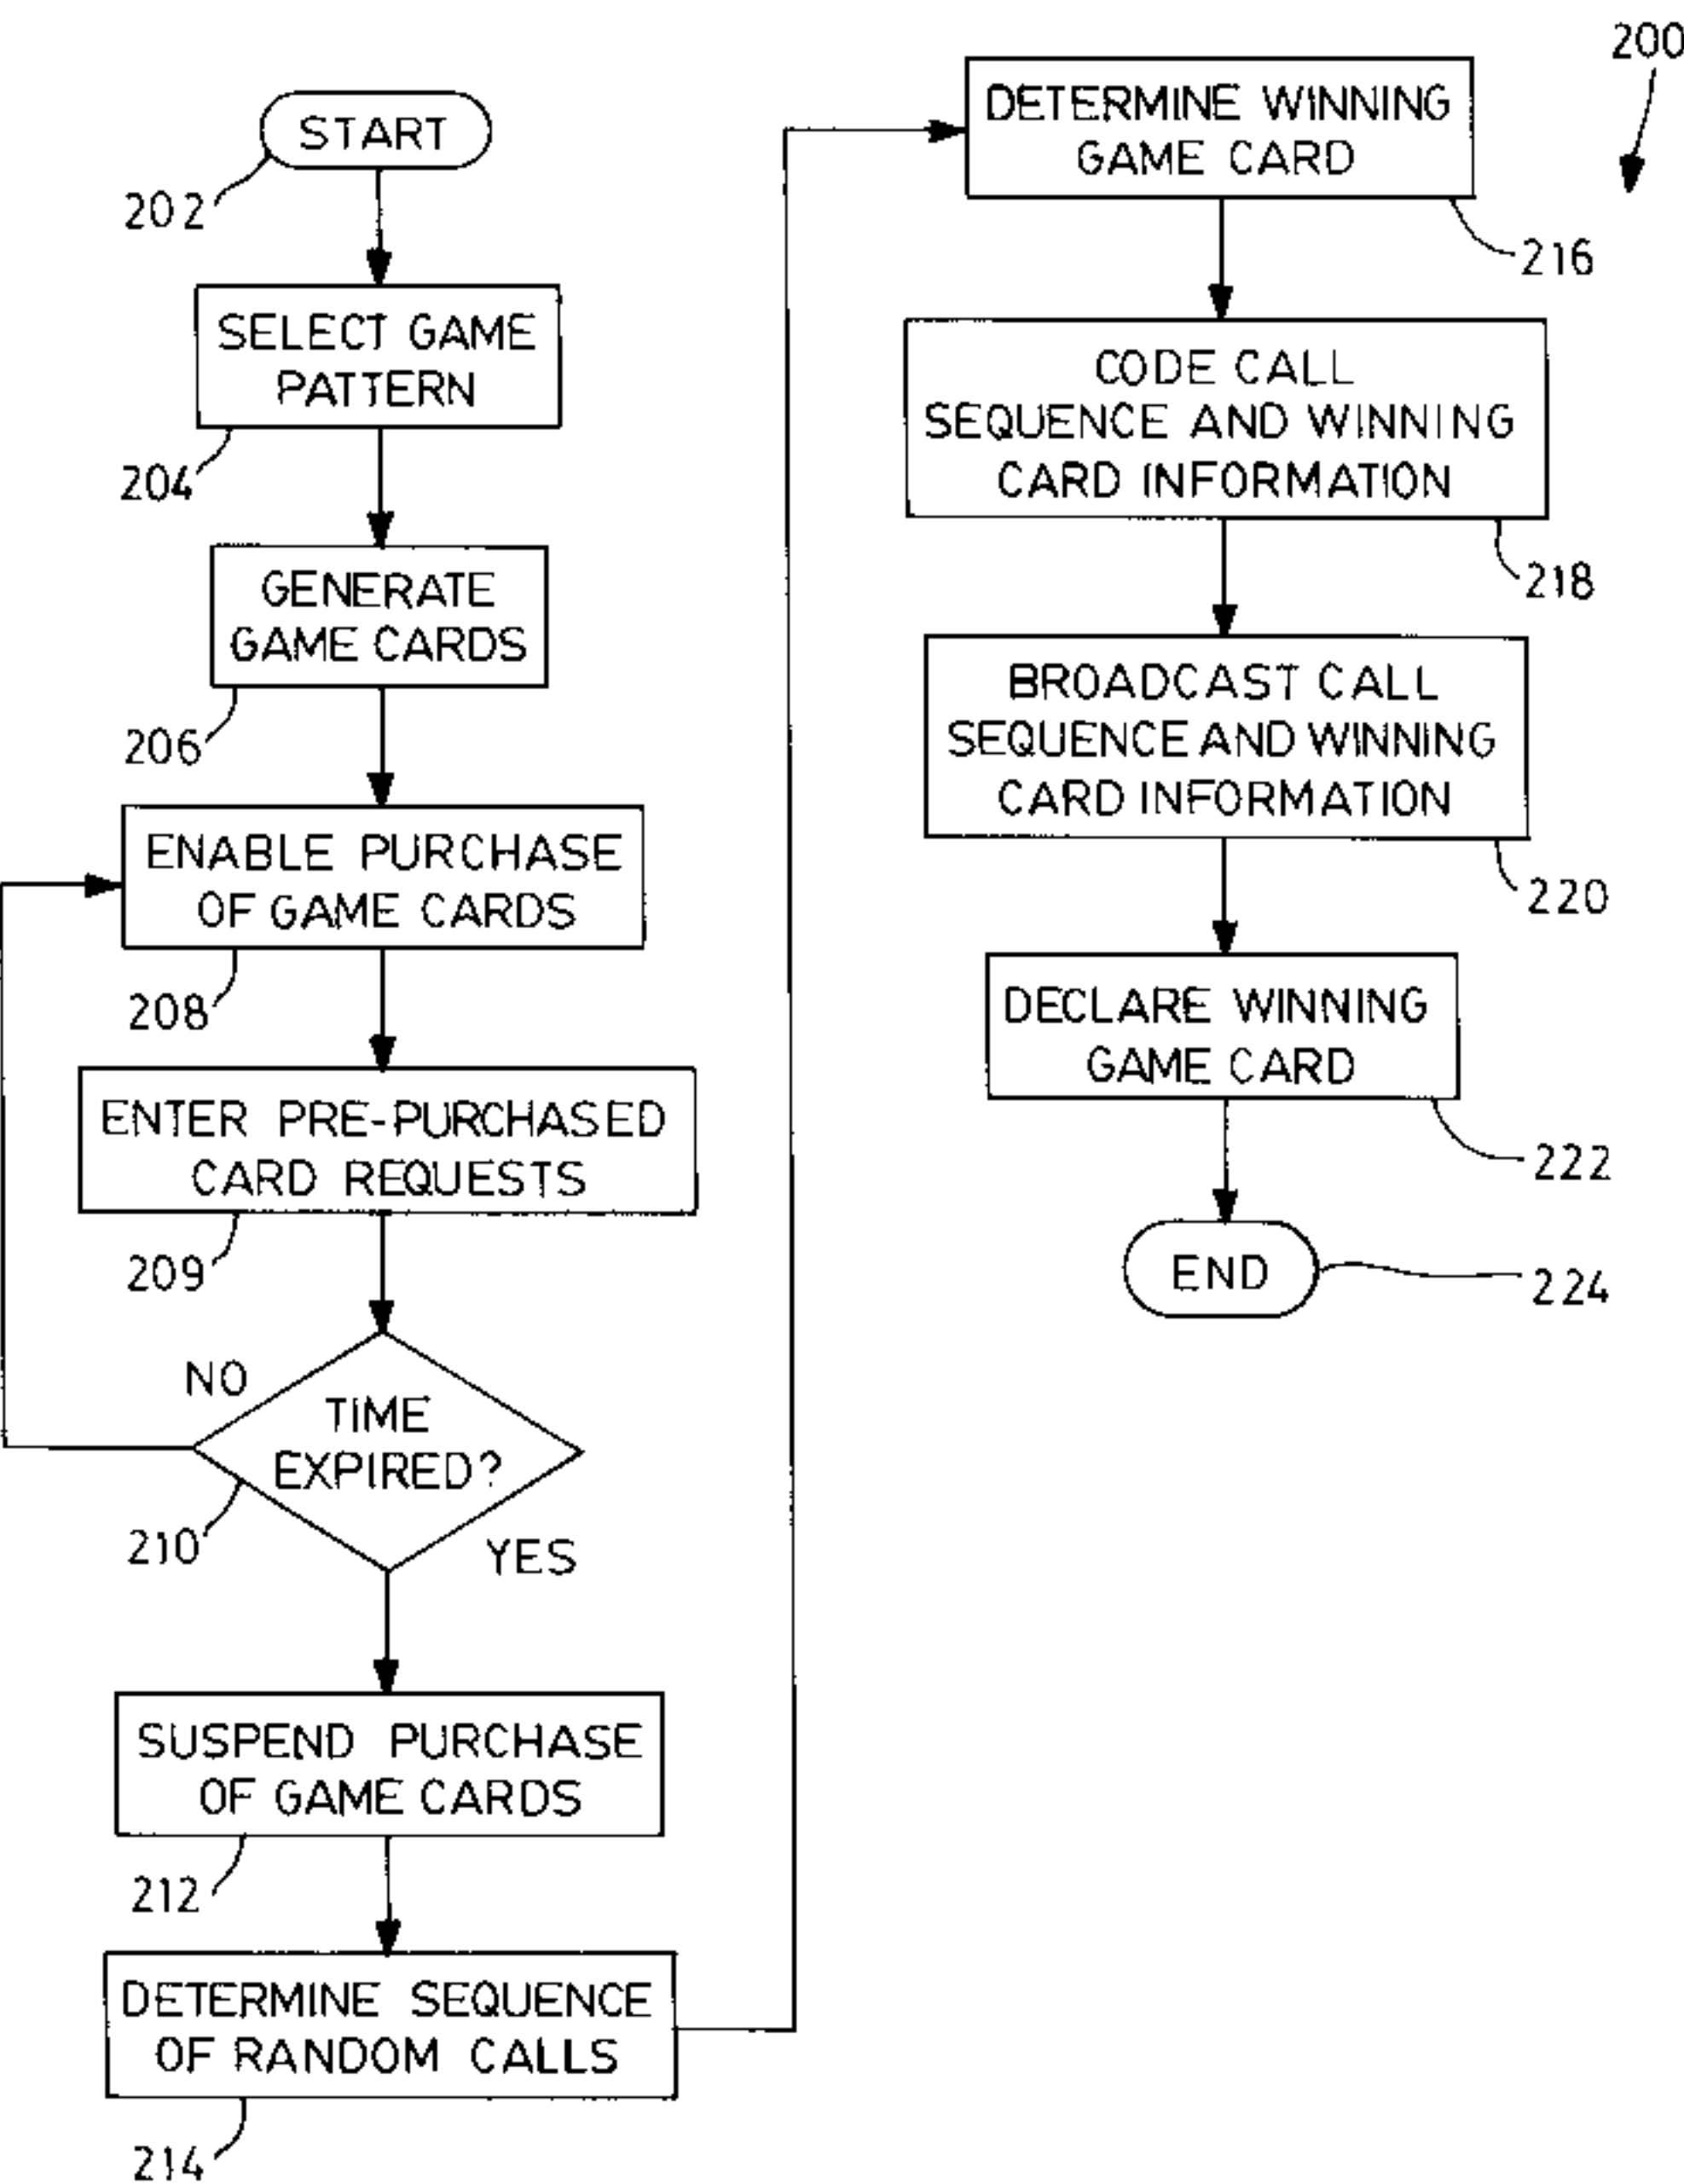 START
202
SELECT GAME
PATTERN
204
GENERATE
GAME CARDS
206
ENABLE PURCHASE
OF GAME CARDS
208
ENTER PRE-PURCHASED
CARD REQUESTS
209
NO
TIME
EXPIRED?
210
YES
SUSPEND PURCHASE
OF GAME CARDS
212
DETERMINE SEQUENCE
OF RANDOM CALLS
214
200
DETERMINE WINNING
GAME CARD
216
CODE CALL
SEQUENCE AND WINNING
CARD INFORMATION
218
BROADCAST CALL
SEQUENCE AND WINNING
CARD INFORMATION
220
DECLARE WINNING
GAME CARD
222
END
224